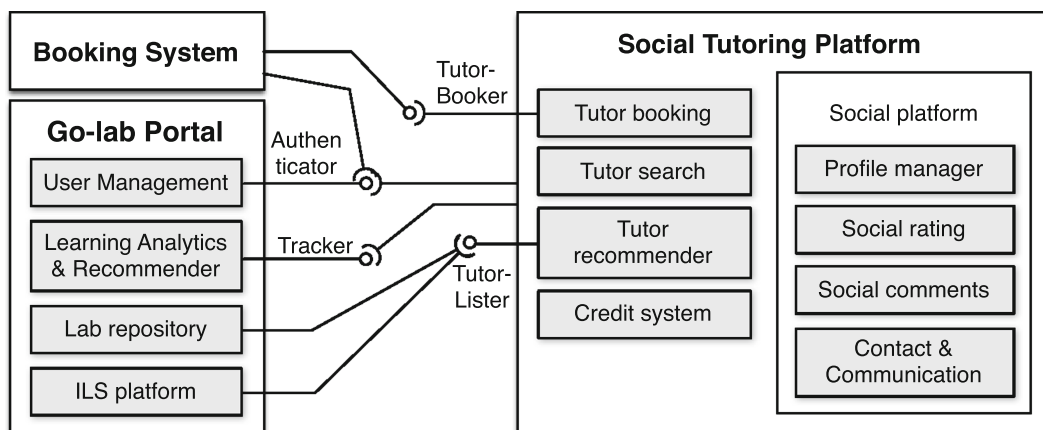 Booking System
Go-lab Portal
User Management
Learning Analytics
& Recommender
Lab repository
ILS platform
Authen
ticator
Tracker
Tutor-
Booker
Tutor-
Lister
Social Tutoring Platform
Tutor booking
Tutor search
Tutor
recommender
Credit system
Social platform
Profile manager
Social rating
Social comments
Contact &
Communication